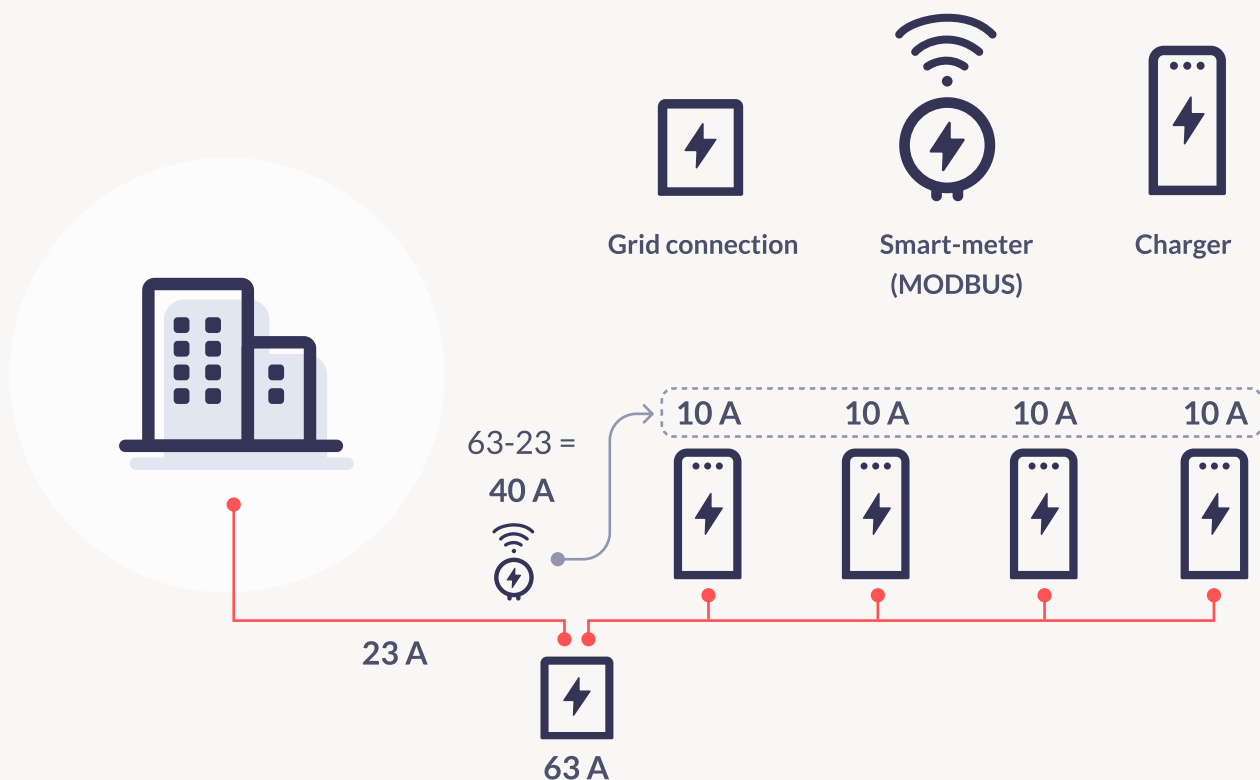 Grid connection
Smart-meter
(MODBUS)
Charger
63-23 =
40 A
10 A
10 A
10 A
10 A
23 A
63 A